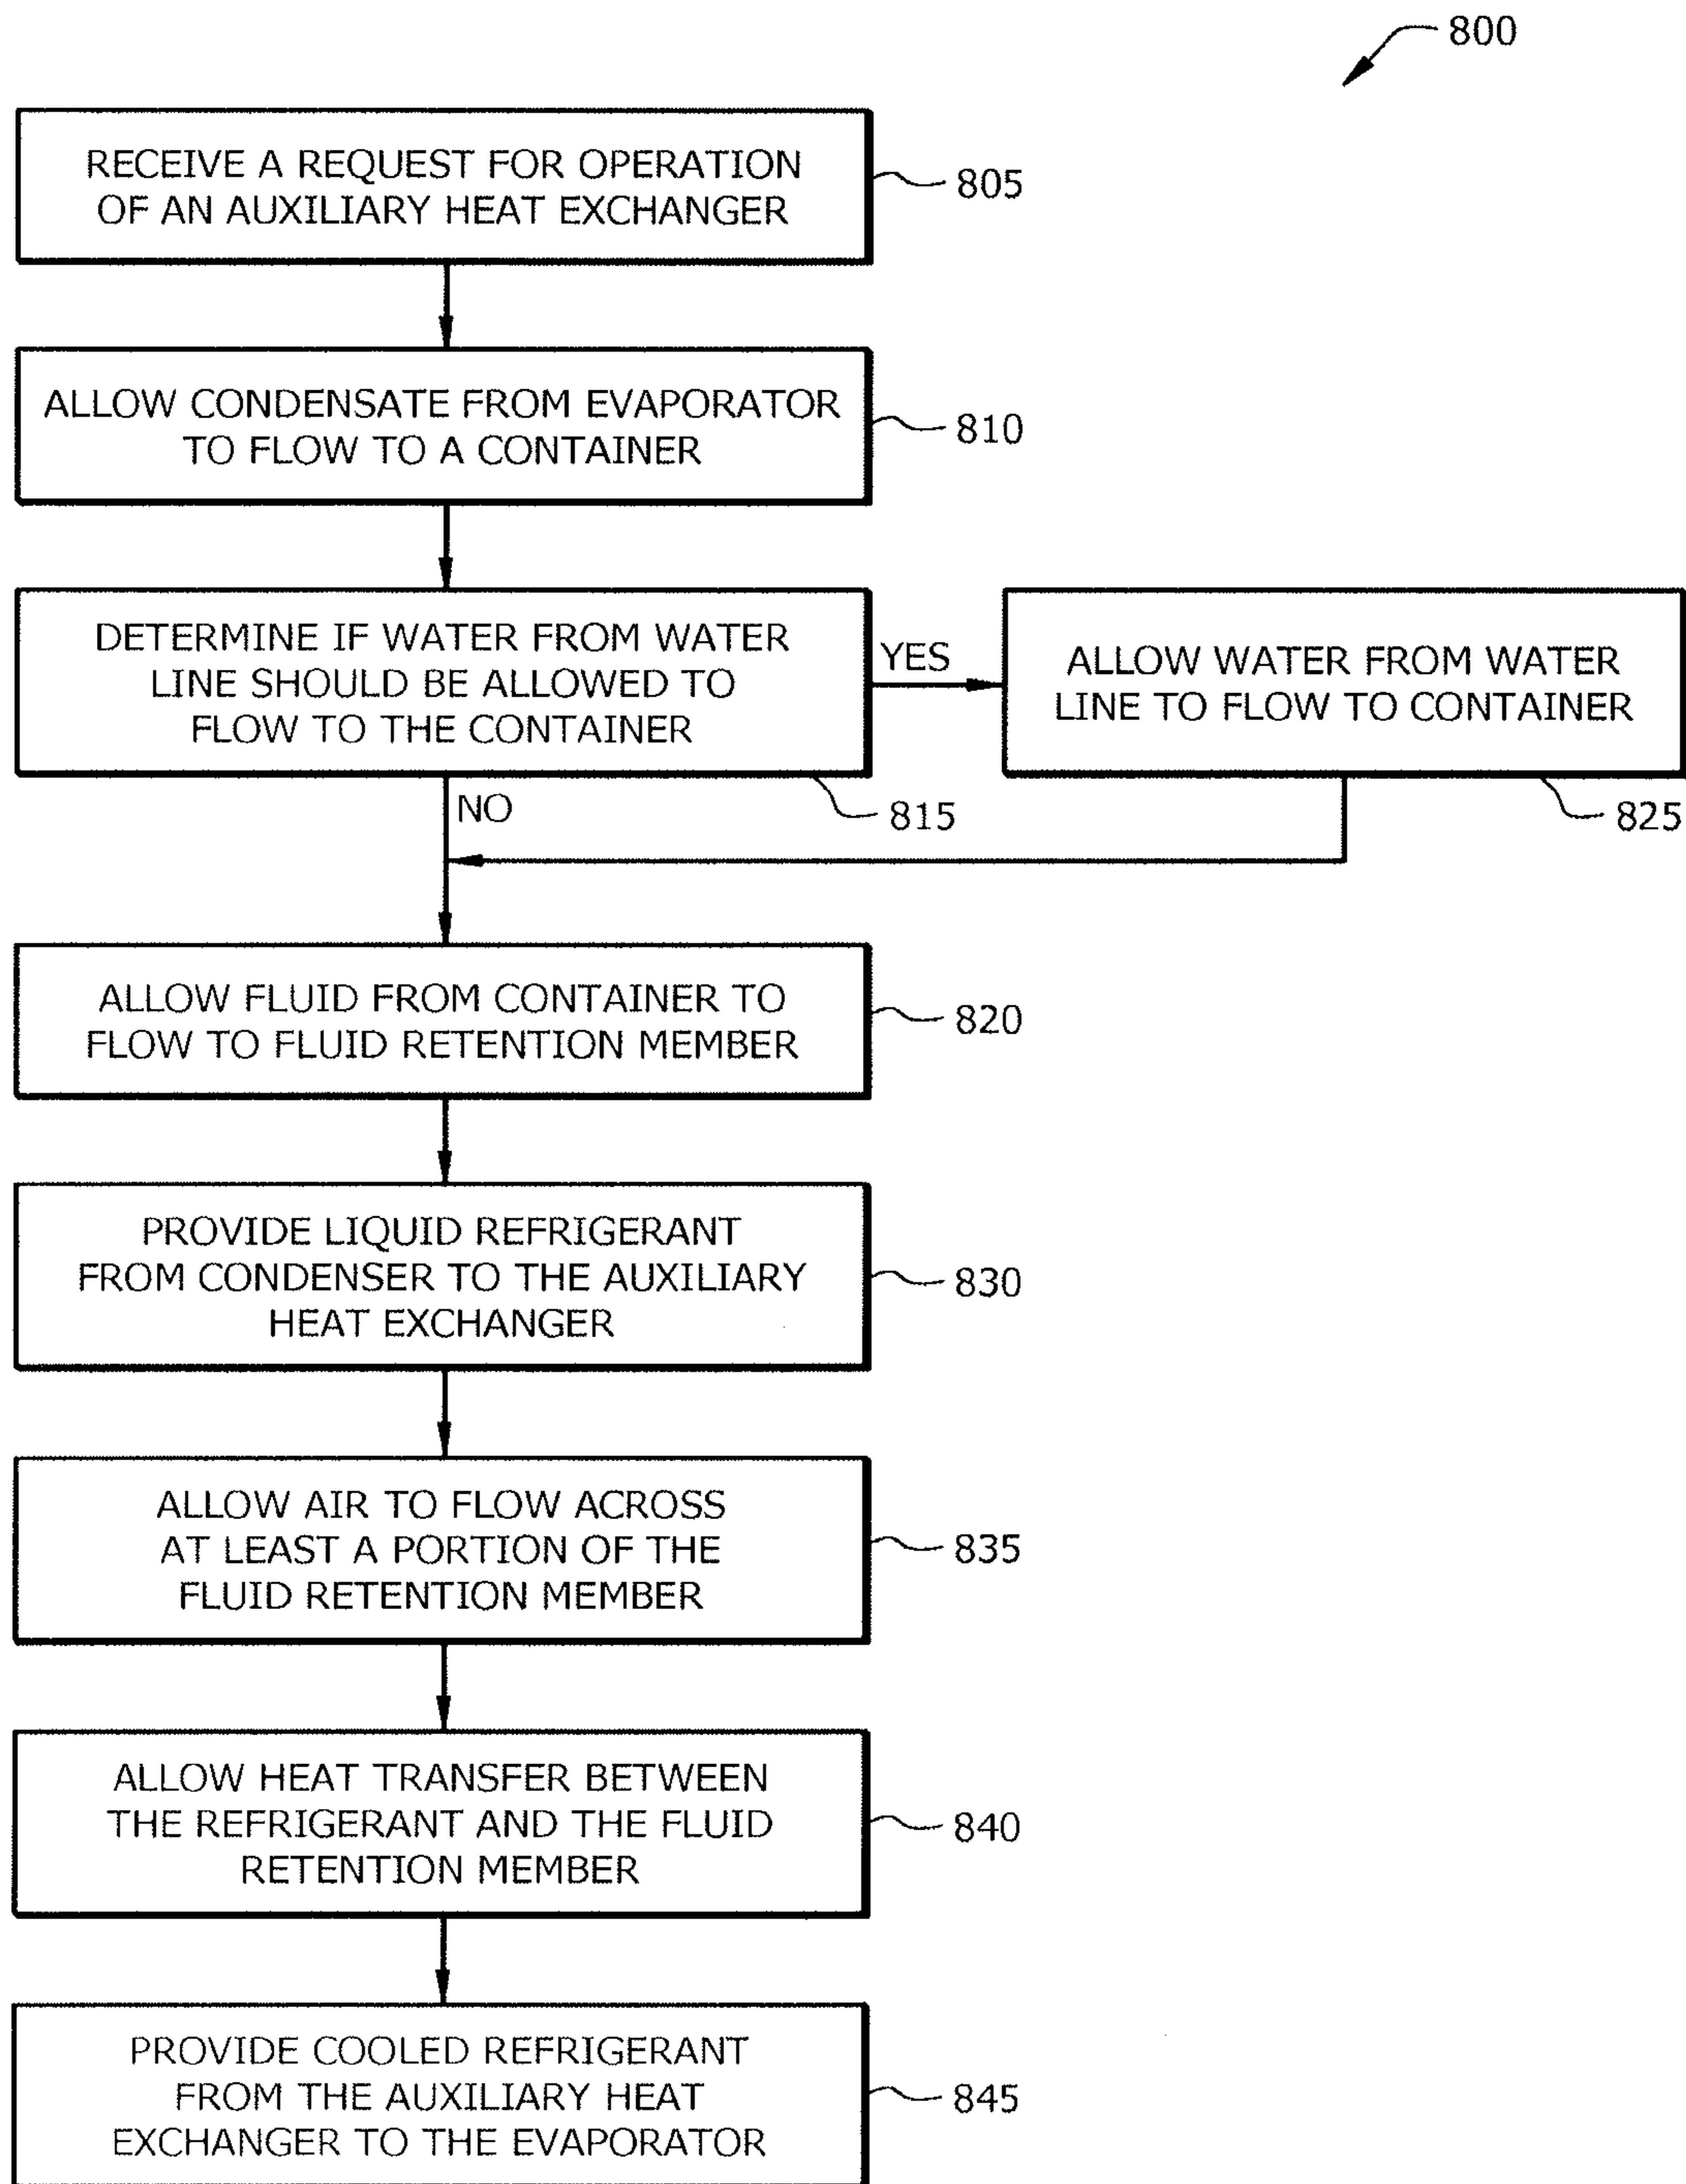 800
RECEIVE A REQUEST FOR OPERATION
OF AN AUXILIARY HEAT EXCHANGER
805
ALLOW CONDENSATE FROM EVAPORATOR
TO FLOW TO A CONTAINER
810
DETERMINE IF WATER FROM WATER
LINE SHOULD BE ALLOWED TO
FLOW TO THE CONTAINER
815
YES
ALLOW WATER FROM WATER
LINE TO FLOW TO CONTAINER
825
NO
ALLOW FLUID FROM CONTAINER TO
FLOW TO FLUID RETENTION MEMBER
820
PROVIDE LIQUID REFRIGERANT
FROM CONDENSER TO THE AUXILIARY
HEAT EXCHANGER
830
ALLOW AIR TO FLOW ACROSS
AT LEAST A PORTION OF THE
FLUID RETENTION MEMBER
835
ALLOW HEAT TRANSFER BETWEEN
THE REFRIGERANT AND THE FLUID
RETENTION MEMBER
840
PROVIDE COOLED REFRIGERANT
FROM THE AUXILIARY HEAT
EXCHANGER TO THE EVAPORATOR
845